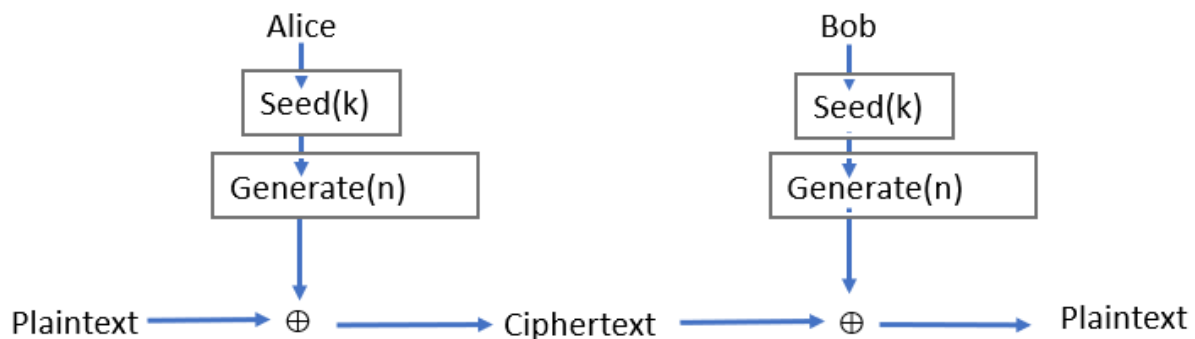 Alice
Bob
Seed(k)
Seed(k)
Generate(n)
Generate(n)
Plaintext
⊕
Ciphertext
⊕
Plaintext